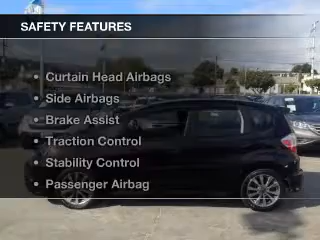 SAFETY FEATURES
• Curtain Head Airbags
• Side Airbags
• Brake Assist
• Traction Control
• Stability Control
• Passenger Airbag